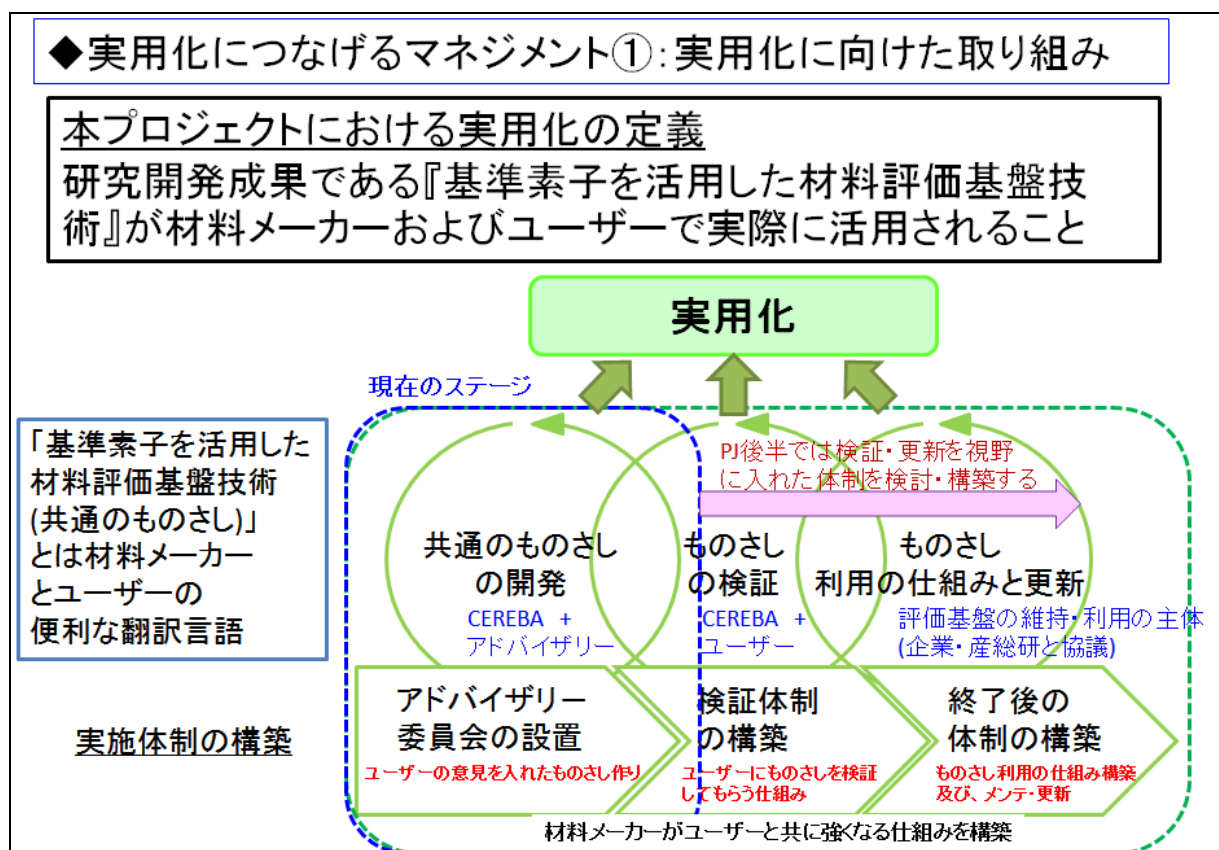 ◆実用化につなげるマネジメント①:実用化に向けた取り組み
本プロジェクトにおける実用化の定義
研究開発成果である『基準素子を活用した材料評価基盤技
術』が材料メーカーおよびユーザーで実際に活用されること
実用化
現在のステージ
「基準素子を活用した
材料評価基盤技術
(共通のものさし)」
とは材料メーカー
とユーザーの
便利な翻訳言語
PJ後半では検証・更新を視野
に入れた体制を検討・構築する
共通のものさし
の開発
CEREBA +
アドバイザリー
ものさし
の検証
CEREBA +
ユーザー
ものさし
利用の仕組みと更新
評価基盤の維持・利用の主体
(企業・産総研と協議)
実施体制の構築
アドバイザリー
委員会の設置
ユーザーの意見を入れたものさし作り
検証体制
の構築
ユーザーにものさしを検証
してもらう仕組み
終了後の
体制の構築
ものさし利用の仕組み構築
及び、メンテ・更新
材料メーカーがユーザーと共に強くなる仕組みを構築